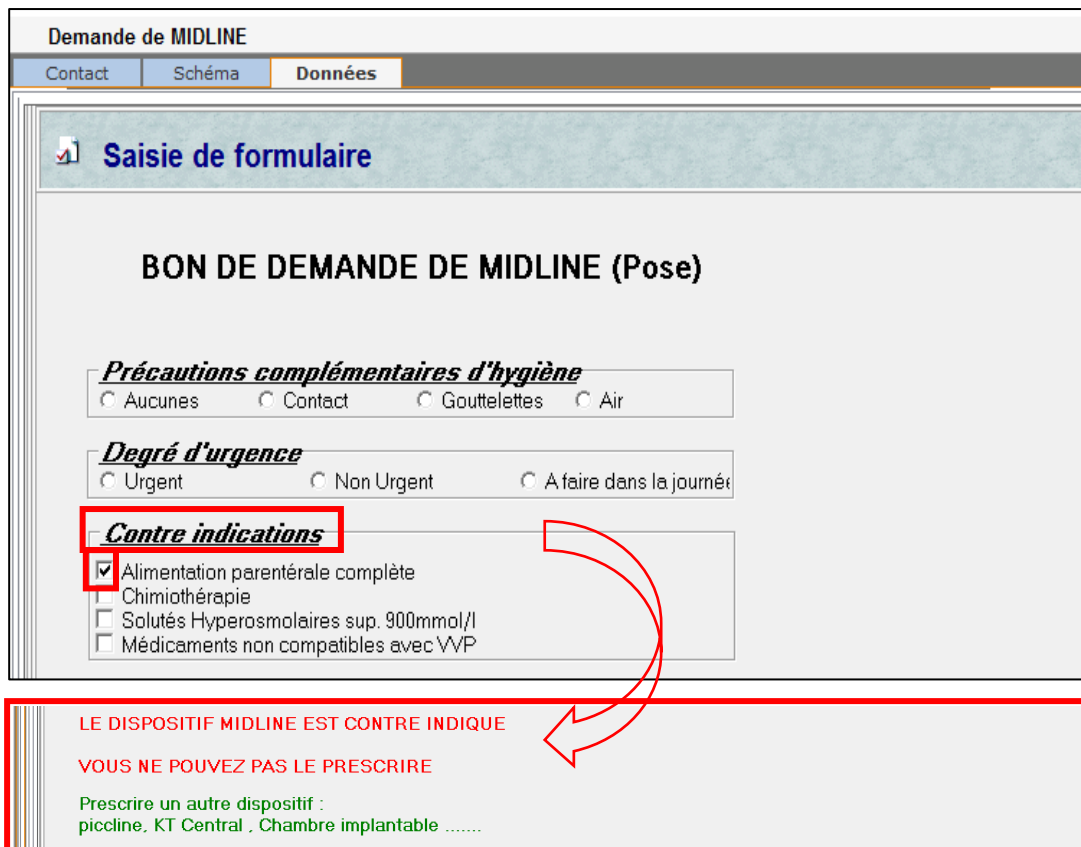 Demande de MIDLINE
Contact Schéma Données
Saisie de formulaire
BON DE DEMANDE DE MIDLINE (Pose)
Précautions complémentaires d'hygiène
Aucunes Contact Gouttelettes Air
Degré d'urgence
Urgent Non Urgent A faire dans la journée
Contre indications
Alimentation parentérale complète
Chimiothérapie
Solutés Hyperosmolaires sup. 900mmol/l
Médicaments non compatibles avec VVP
LE DISPOSITIF MIDLINE EST CONTRE INDIQUE
VOUS NE POUVEZ PAS LE PRESCRIRE
Prescrire un autre dispositif :
piccline, KT Central , Chambre implantable .......